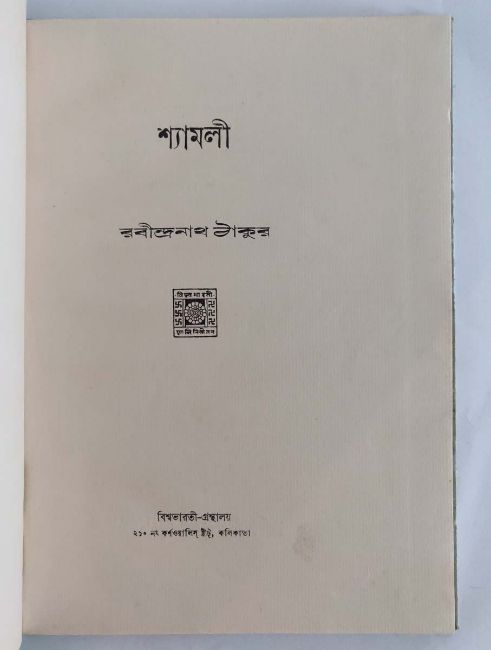 শ্যামলী
রবীন্দ্রনাথ ঠাকুর
বিশ্বভারতী-গ্রন্থালয়
২১০ নং কর্ণওয়ালিস্ ষ্ট্রীট্, কলিকাতা